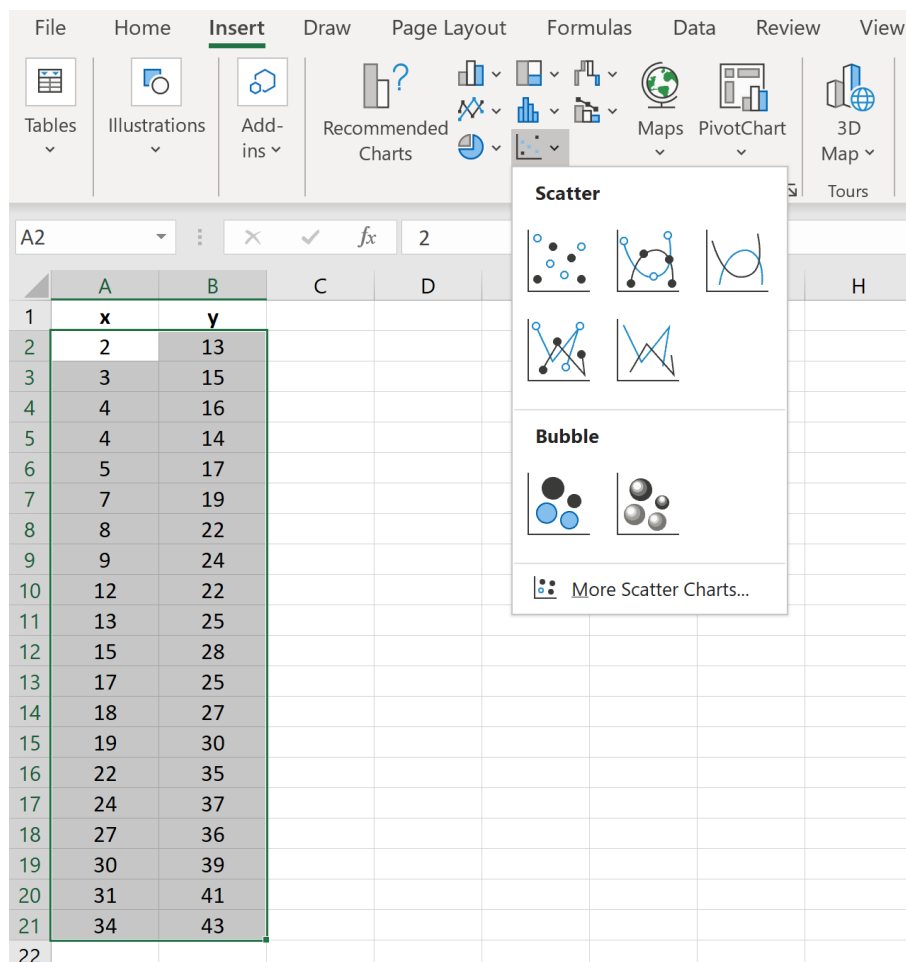 File Home Insert Draw Page Layout Formulas Data Review View
Tables Illustrations Add-ins Recommended Charts Maps PivotChart 3D Map
Tours
A2 fx 2
Scatter
Bubble
More Scatter Charts...
A B C D H
1 x y
2 2 13
3 3 15
4 4 16
5 4 14
6 5 17
7 7 19
8 8 22
9 9 24
10 12 22
11 13 25
12 15 28
13 17 25
14 18 27
15 19 30
16 22 35
17 24 37
18 27 36
19 30 39
20 31 41
21 34 43
22